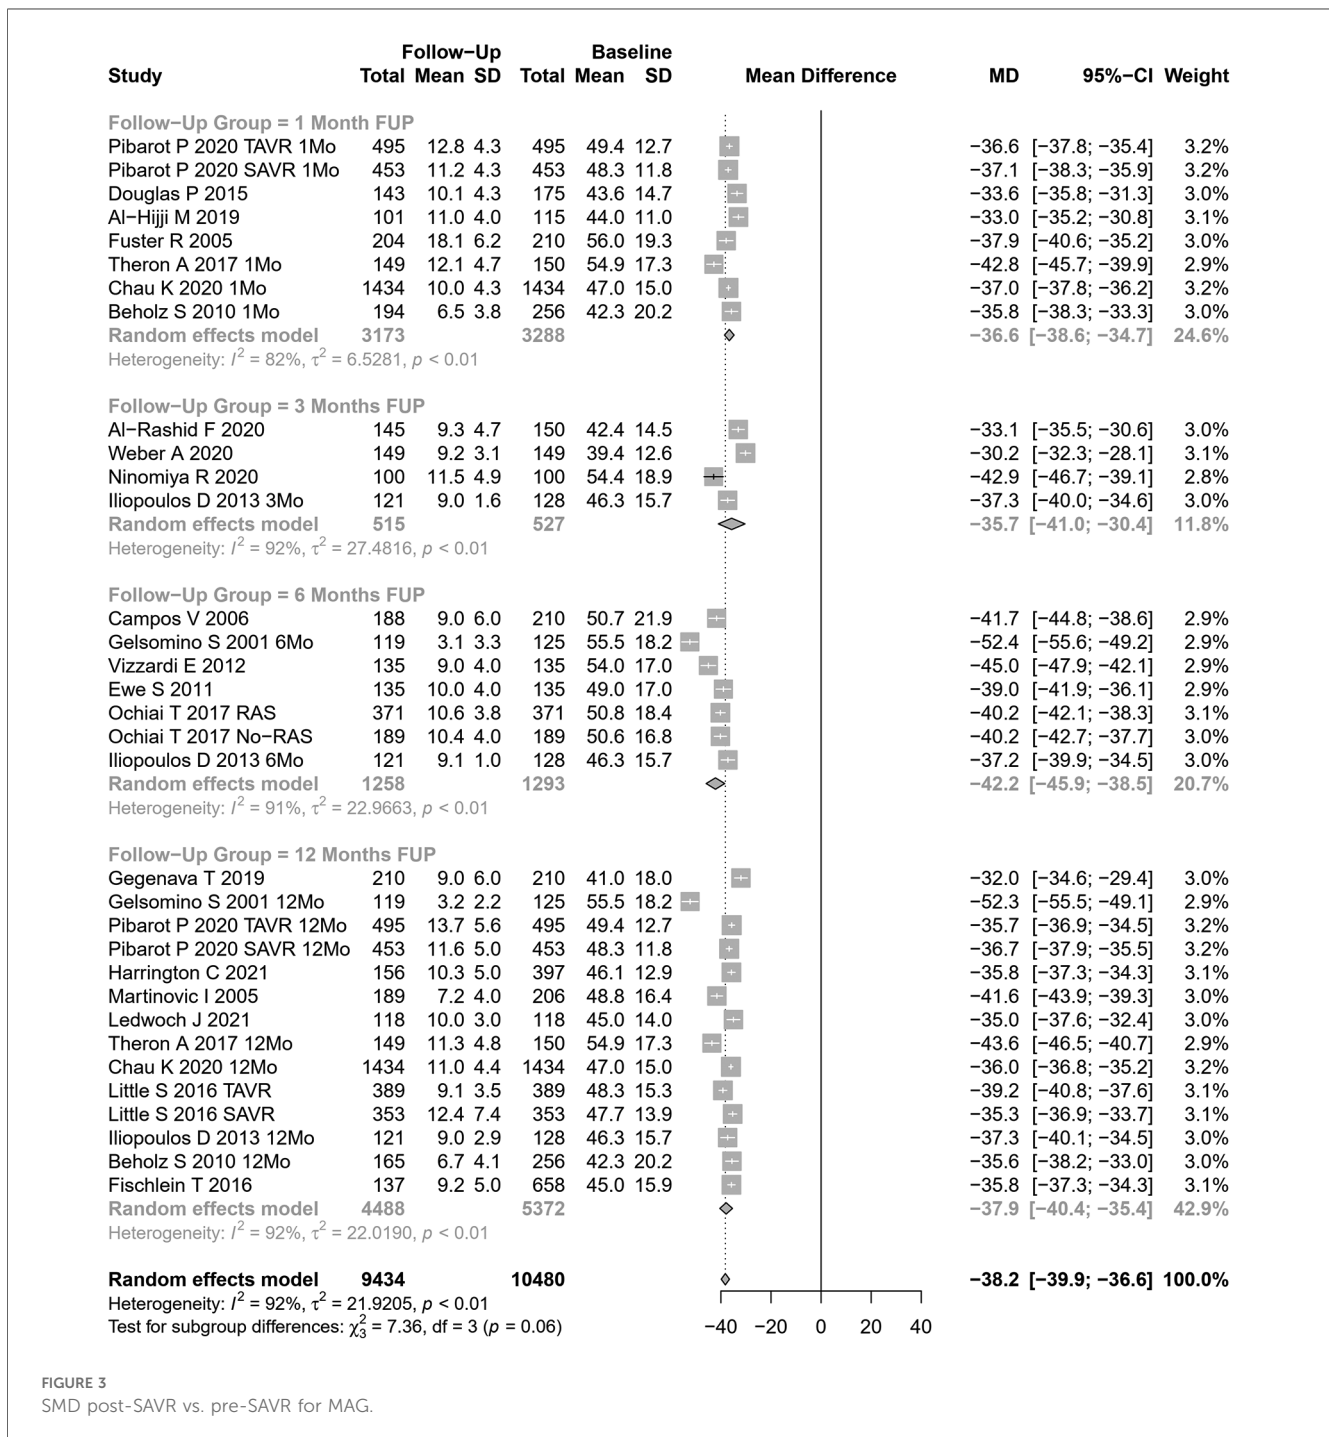 Follow−Up Baseline
Study Total Mean SD Total Mean SD Mean Difference MD 95%−CI Weight
Follow−Up Group = 1 Month FUP
Pibarot P 2020 TAVR 1Mo 495 12.8 4.3 495 49.4 12.7 −36.6 [−37.8; −35.4] 3.2%
Pibarot P 2020 SAVR 1Mo 453 11.2 4.3 453 48.3 11.8 −37.1 [−38.3; −35.9] 3.2%
Douglas P 2015 143 10.1 4.3 175 43.6 14.7 −33.6 [−35.8; −31.3] 3.0%
Al−Hijji M 2019 101 11.0 4.0 115 44.0 11.0 −33.0 [−35.2; −30.8] 3.1%
Fuster R 2005 204 18.1 6.2 210 56.0 19.3 −37.9 [−40.6; −35.2] 3.0%
Theron A 2017 1Mo 149 12.1 4.7 150 54.9 17.3 −42.8 [−45.7; −39.9] 2.9%
Chau K 2020 1Mo 1434 10.0 4.3 1434 47.0 15.0 −37.0 [−37.8; −36.2] 3.2%
Beholz S 2010 1Mo 194 6.5 3.8 256 42.3 20.2 −35.8 [−38.3; −33.3] 3.0%
Random effects model 3173 3288 −36.6 [−38.6; −34.7] 24.6%
Heterogeneity: I² = 82%, τ² = 6.5281, p < 0.01
Follow−Up Group = 3 Months FUP
Al−Rashid F 2020 145 9.3 4.7 150 42.4 14.5 −33.1 [−35.5; −30.6] 3.0%
Weber A 2020 149 9.2 3.1 149 39.4 12.6 −30.2 [−32.3; −28.1] 3.1%
Ninomiya R 2020 100 11.5 4.9 100 54.4 18.9 −42.9 [−46.7; −39.1] 2.8%
Iliopoulos D 2013 3Mo 121 9.0 1.6 128 46.3 15.7 −37.3 [−40.0; −34.6] 3.0%
Random effects model 515 527 −35.7 [−41.0; −30.4] 11.8%
Heterogeneity: I² = 92%, τ² = 27.4816, p < 0.01
Follow−Up Group = 6 Months FUP
Campos V 2006 188 9.0 6.0 210 50.7 21.9 −41.7 [−44.8; −38.6] 2.9%
Gelsomino S 2001 6Mo 119 3.1 3.3 125 55.5 18.2 −52.4 [−55.6; −49.2] 2.9%
Vizzardi E 2012 135 9.0 4.0 135 54.0 17.0 −45.0 [−47.9; −42.1] 2.9%
Ewe S 2011 135 10.0 4.0 135 49.0 17.0 −39.0 [−41.9; −36.1] 2.9%
Ochiai T 2017 RAS 371 10.6 3.8 371 50.8 18.4 −40.2 [−42.1; −38.3] 3.1%
Ochiai T 2017 No−RAS 189 10.4 4.0 189 50.6 16.8 −40.2 [−42.7; −37.7] 3.0%
Iliopoulos D 2013 6Mo 121 9.1 1.0 128 46.3 15.7 −37.2 [−39.9; −34.5] 3.0%
Random effects model 1258 1293 −42.2 [−45.9; −38.5] 20.7%
Heterogeneity: I² = 91%, τ² = 22.9663, p < 0.01
Follow−Up Group = 12 Months FUP
Gegenava T 2019 210 9.0 6.0 210 41.0 18.0 −32.0 [−34.6; −29.4] 3.0%
Gelsomino S 2001 12Mo 119 3.2 2.2 125 55.5 18.2 −52.3 [−55.5; −49.1] 2.9%
Pibarot P 2020 TAVR 12Mo 495 13.7 5.6 495 49.4 12.7 −35.7 [−36.9; −34.5] 3.2%
Pibarot P 2020 SAVR 12Mo 453 11.6 5.0 453 48.3 11.8 −36.7 [−37.9; −35.5] 3.2%
Harrington C 2021 156 10.3 5.0 397 46.1 12.9 −35.8 [−37.3; −34.3] 3.1%
Martinovic I 2005 189 7.2 4.0 206 48.8 16.4 −41.6 [−43.9; −39.3] 3.0%
Ledwoch J 2021 118 10.0 3.0 118 45.0 14.0 −35.0 [−37.6; −32.4] 3.0%
Theron A 2017 12Mo 149 11.3 4.8 150 54.9 17.3 −43.6 [−46.5; −40.7] 2.9%
Chau K 2020 12Mo 1434 11.0 4.4 1434 47.0 15.0 −36.0 [−36.8; −35.2] 3.2%
Little S 2016 TAVR 389 9.1 3.5 389 48.3 15.3 −39.2 [−40.8; −37.6] 3.1%
Little S 2016 SAVR 353 12.4 7.4 353 47.7 13.9 −35.3 [−36.9; −33.7] 3.1%
Iliopoulos D 2013 12Mo 121 9.0 2.9 128 46.3 15.7 −37.3 [−40.1; −34.5] 3.0%
Beholz S 2010 12Mo 165 6.7 4.1 256 42.3 20.2 −35.6 [−38.2; −33.0] 3.0%
Fischlein T 2016 137 9.2 5.0 658 45.0 15.9 −35.8 [−37.3; −34.3] 3.1%
Random effects model 4488 5372 −37.9 [−40.4; −35.4] 42.9%
Heterogeneity: I² = 92%, τ² = 22.0190, p < 0.01
Random effects model 9434 10480 −38.2 [−39.9; −36.6] 100.0%
Heterogeneity: I² = 92%, τ² = 21.9205, p < 0.01
Test for subgroup differences: χ²₃ = 7.36, df = 3 (p = 0.06)
−40 −20 0 20 40
FIGURE 3
SMD post-SAVR vs. pre-SAVR for MAG.